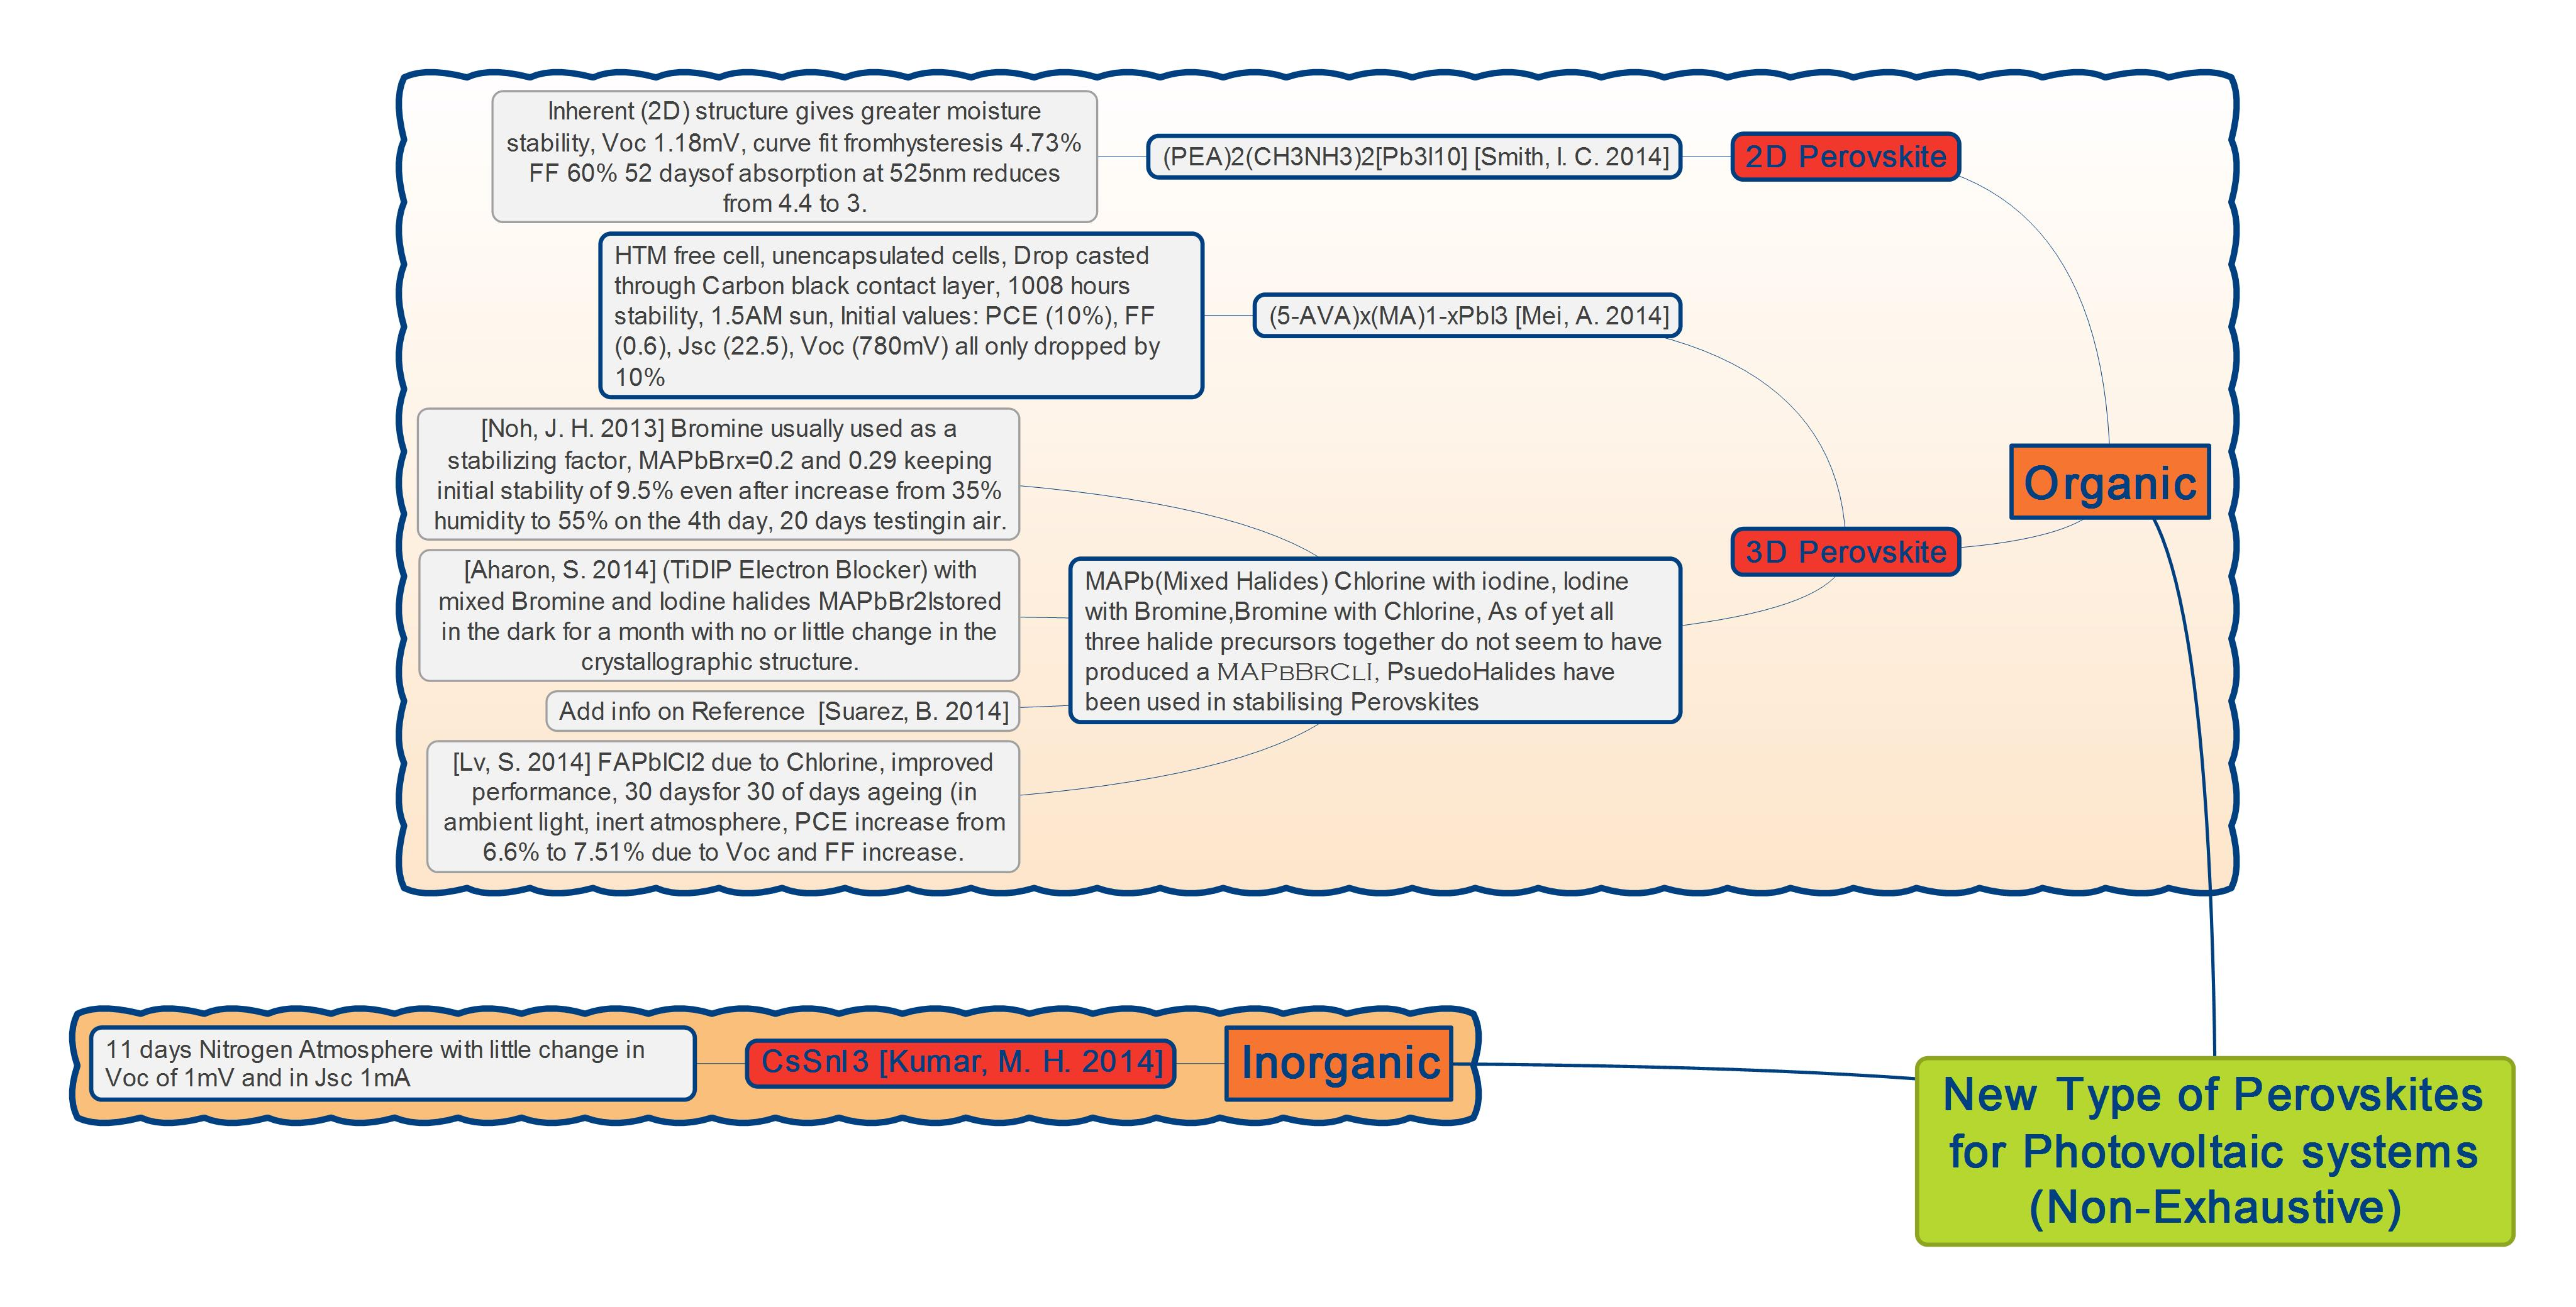 Inherent (2D) structure gives greater moisture
stability, Voc 1.18mV, curve fit fromhysteresis 4.73%
FF 60% 52 daysof absorption at 525nm reduces
from 4.4 to 3.
(PEA)2(CH3NH3)2[Pb3I10] [Smith, I. C. 2014]
2D Perovskite
HTM free cell, unencapsulated cells, Drop casted
through Carbon black contact layer, 1008 hours
stability, 1.5AM sun, Initial values: PCE (10%), FF
(0.6), Jsc (22.5), Voc (780mV) all only dropped by
10%
(5-AVA)x(MA)1-xPbI3 [Mei, A. 2014]
[Noh, J. H. 2013] Bromine usually used as a
stabilizing factor, MAPbBrx=0.2 and 0.29 keeping
initial stability of 9.5% even after increase from 35%
humidity to 55% on the 4th day, 20 days testingin air.
Organic
3D Perovskite
[Aharon, S. 2014] (TiDIP Electron Blocker) with
mixed Bromine and Iodine halides MAPbBr2Istored
in the dark for a month with no or little change in the
crystallographic structure.
MAPb(Mixed Halides) Chlorine with iodine, Iodine
with Bromine,Bromine with Chlorine, As of yet all
three halide precursors together do not seem to have
produced a MAPbBrClI, PsuedoHalides have
been used in stabilising Perovskites
Add info on Reference  [Suarez, B. 2014]
[Lv, S. 2014] FAPbICl2 due to Chlorine, improved
performance, 30 daysfor 30 of days ageing (in
ambient light, inert atmosphere, PCE increase from
6.6% to 7.51% due to Voc and FF increase.
11 days Nitrogen Atmosphere with little change in
Voc of 1mV and in Jsc 1mA
CsSnI3 [Kumar, M. H. 2014]
Inorganic
New Type of Perovskites
for Photovoltaic systems
(Non-Exhaustive)